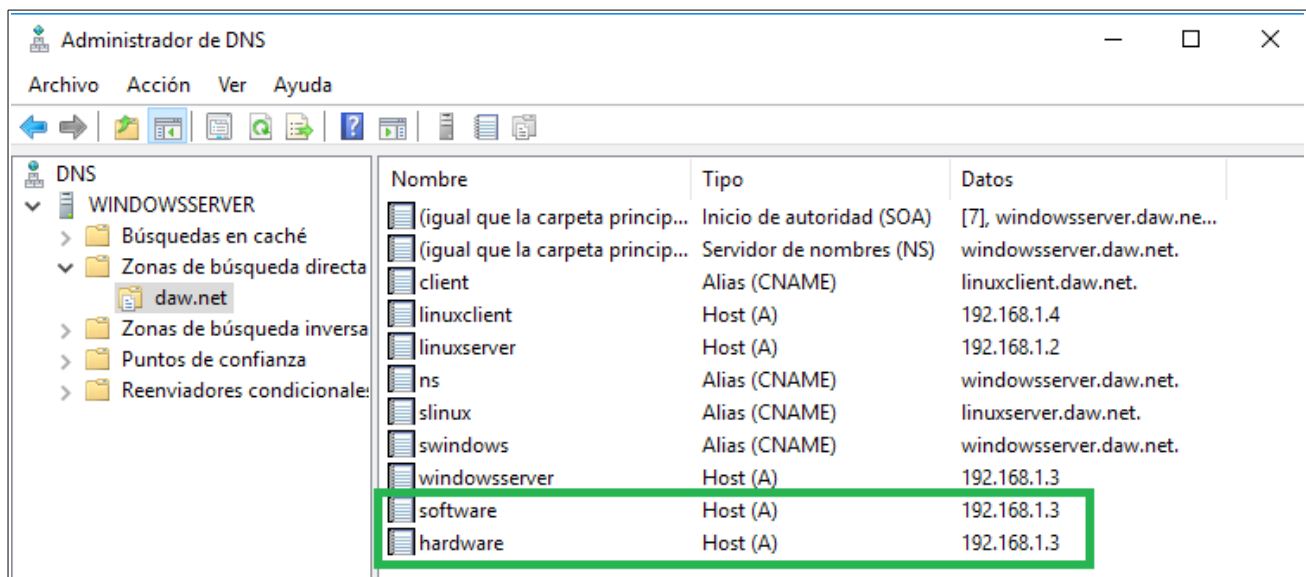 Administrador de DNS
Archivo Acción Ver Ayuda
DNS
WINDOWSSERVER
Búsquedas en caché
Zonas de búsqueda directa
daw.net
Zonas de búsqueda inversa
Puntos de confianza
Reenviadores condicionale
Nombre Tipo Datos
(igual que la carpeta princip... Inicio de autoridad (SOA) [7], windowsserver.daw.ne...
(igual que la carpeta princip... Servidor de nombres (NS) windowsserver.daw.net.
client Alias (CNAME) linuxclient.daw.net.
linuxclient Host (A) 192.168.1.4
linuxserver Host (A) 192.168.1.2
ns Alias (CNAME) windowsserver.daw.net.
slinux Alias (CNAME) linuxserver.daw.net.
swindows Alias (CNAME) windowsserver.daw.net.
windowsserver Host (A) 192.168.1.3
software Host (A) 192.168.1.3
hardware Host (A) 192.168.1.3